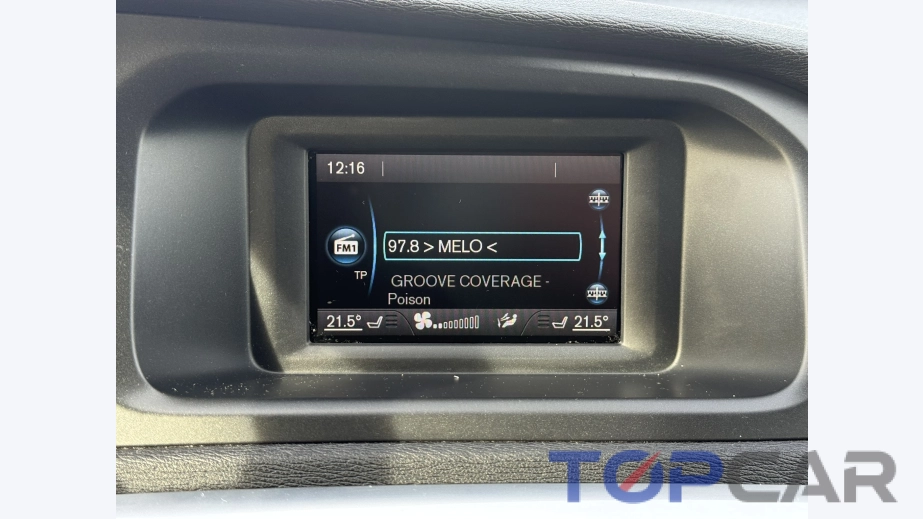 12:16
FM1
97.8 > MELO <
TP
GROOVE COVERAGE -
Poison
21.5° 21.5°
TOPCAR